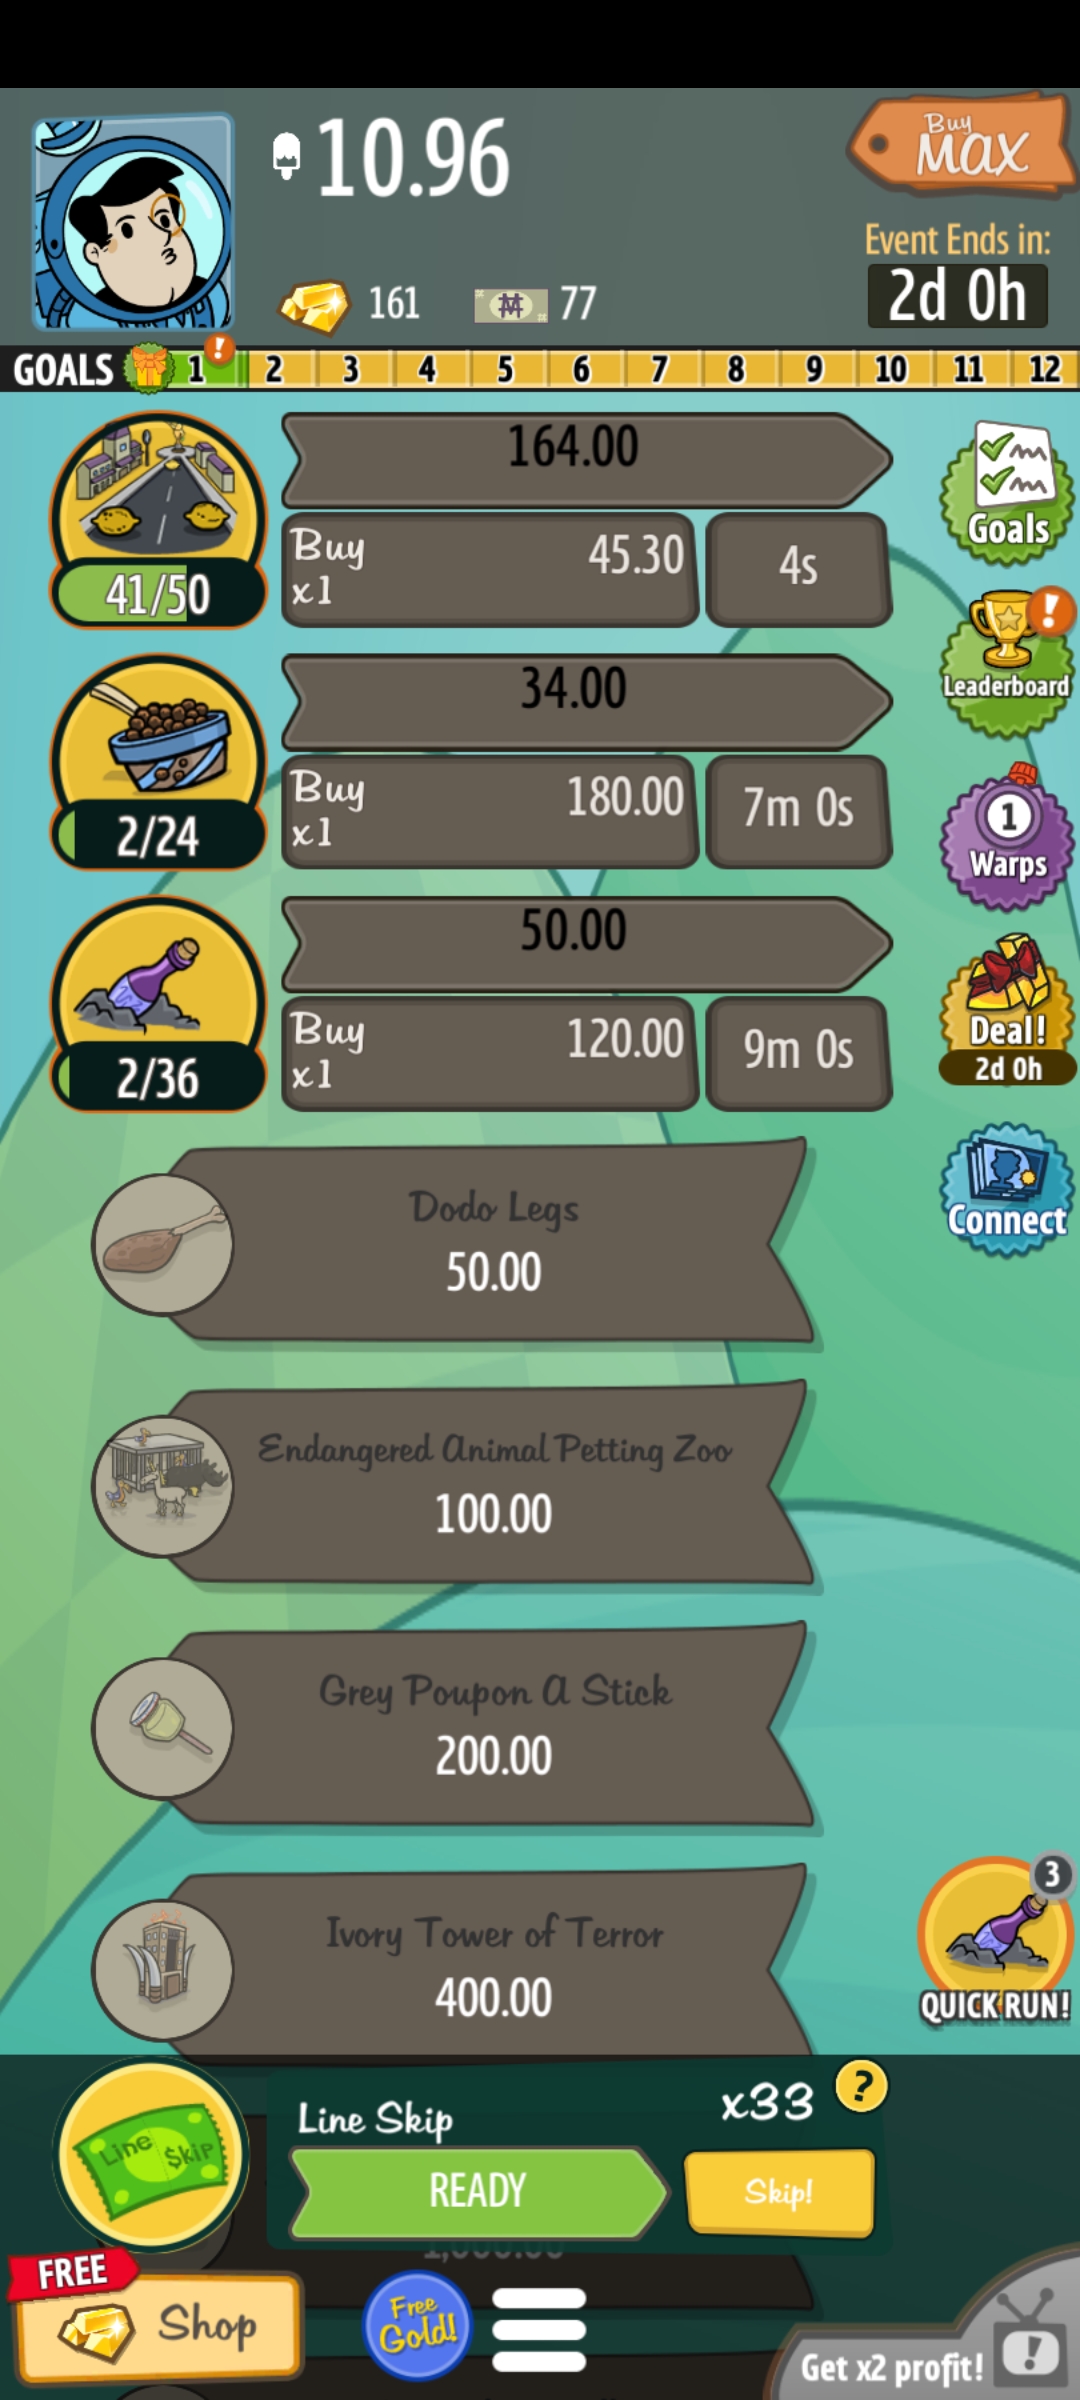 10.96
Buy
MAX
Event Ends in:
2d 0h
161
77
GOALS 1 ! 2 3 4 5 6 7 8 9 10 11 12
164.00
Buy
x1
45.30
4s
41/50
Goals
34.00
Buy
x1
180.00
7m 0s
2/24
!
Leaderboard
1
Warps
50.00
Buy
x1
120.00
9m 0s
2/36
Deal!
2d 0h
Dodo Legs
50.00
Connect
Endangered Animal Petting Zoo
100.00
Grey Poupon A Stick
200.00
Ivory Tower of Terror
400.00
3
QUICK RUN!
Line $kip
Line Skip
x33
?
READY
Skip!
1,000.00
FREE
Shop
Free
Gold!
Get x2 profit!
!